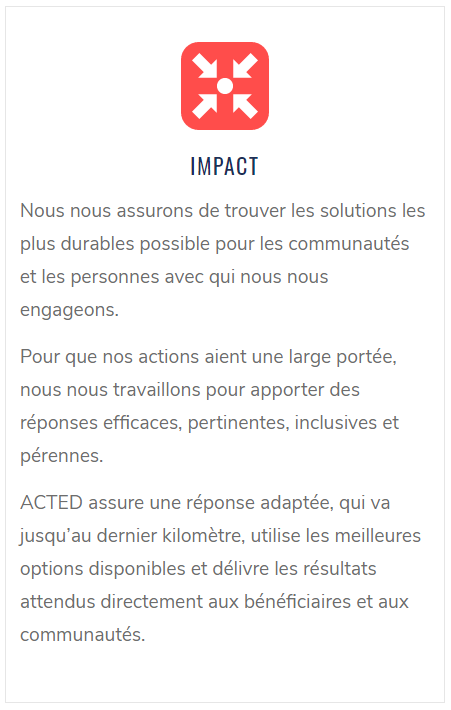 IMPACT
Nous nous assurons de trouver les solutions les
plus durables possible pour les communautés
et les personnes avec qui nous nous
engageons.
Pour que nos actions aient une large portée,
nous nous travaillons pour apporter des
réponses efficaces, pertinentes, inclusives et
pérennes.
ACTED assure une réponse adaptée, qui va
jusqu'au dernier kilomètre, utilise les meilleures
options disponibles et délivre les résultats
attendus directement aux bénéficiaires et aux
communautés.